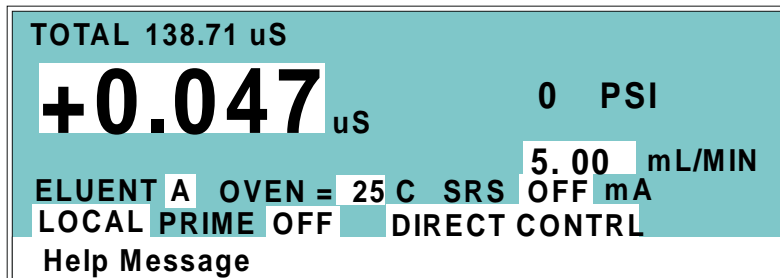 TOTAL 138.71 uS
+0.047 uS 0 PSI
5.00 mL/MIN
ELUENT A OVEN = 25 C SRS OFF mA
LOCAL PRIME OFF DIRECT CONTRL
Help Message